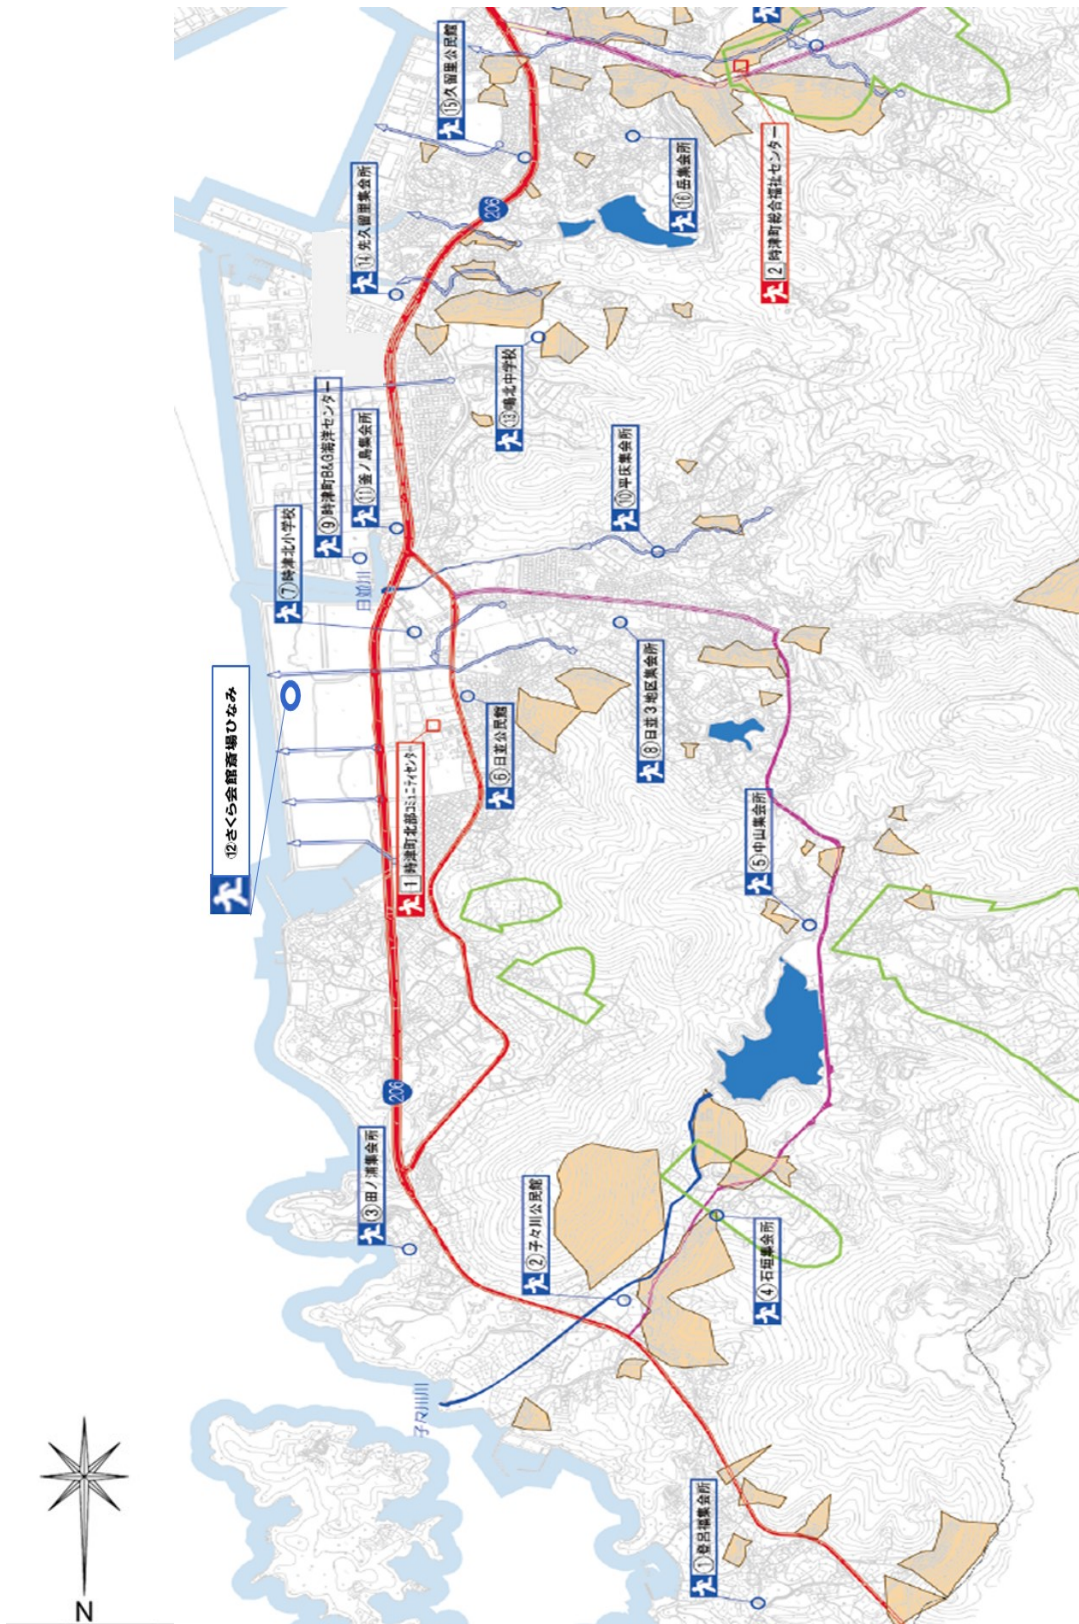 ⑮久留里公民館
⑭先久留里集会所
206
⑯岳集会所
2 時津町総合福祉センター
⑬鳴北中学校
⑨時津町B&G海洋センター
⑪釜ノ島集会所
⑩平床集会所
⑦時津北小学校
日並川
⑫さくら会館斎場ひなみ
1 時津町北部コミュニティセンター
⑥日並公民館
⑧日並3地区集会所
⑤中山集会所
206
③田ノ浦集会所
②子々川公民館
④石垣集会所
子々川川
①登呂福集会所
N